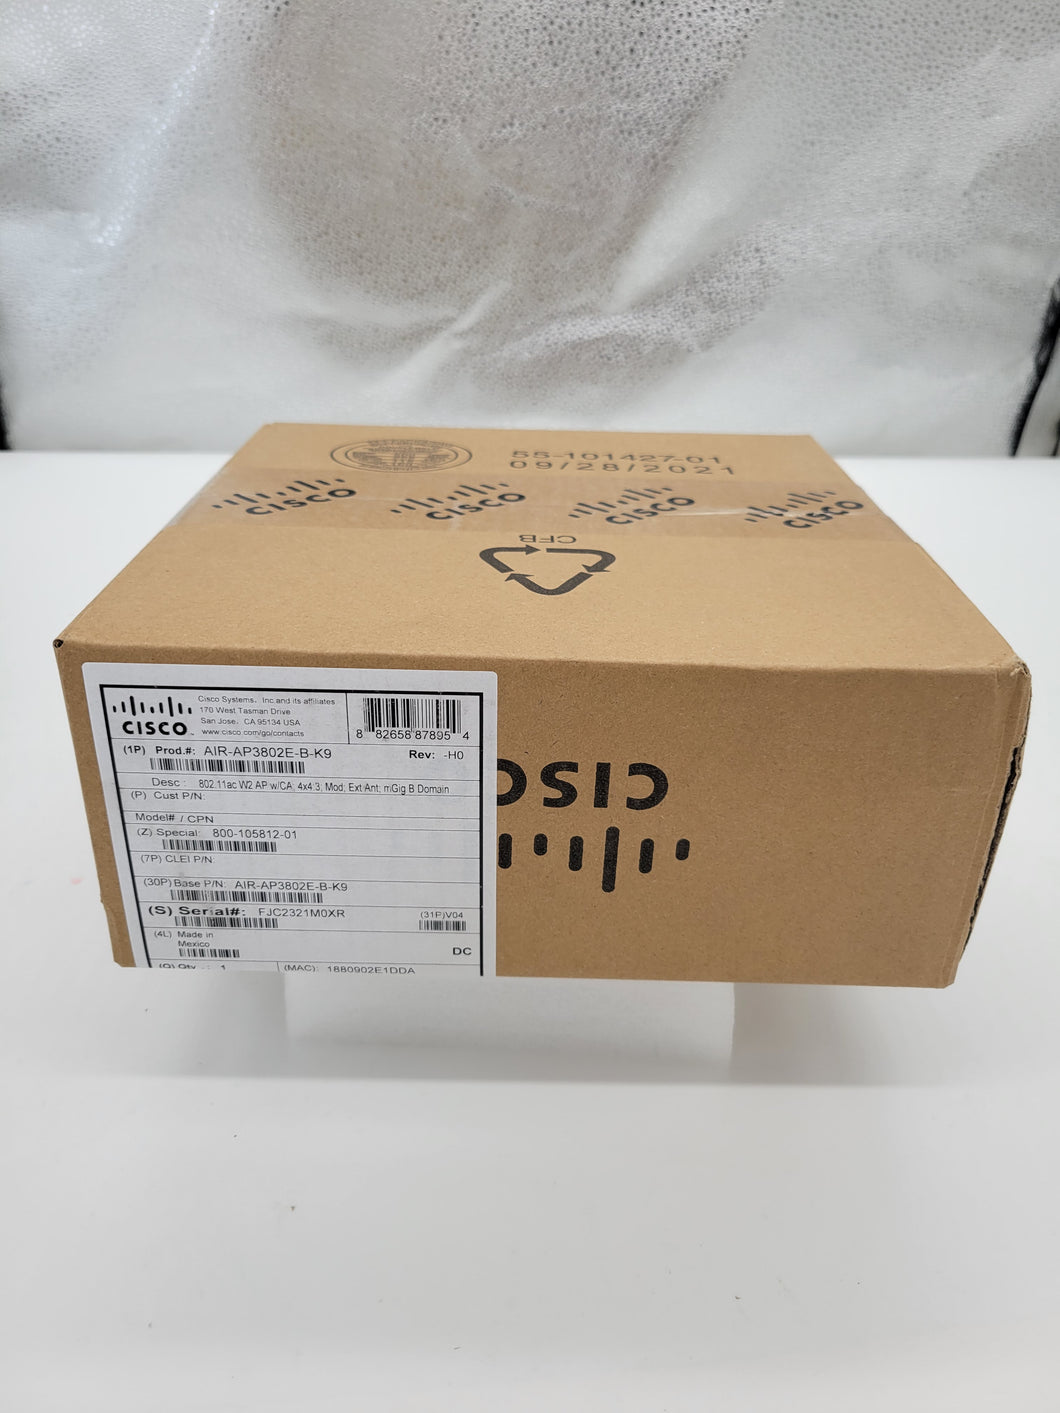 55-101427-01
09/28/2021
CISCO
CISCO
CISCO
CISCO
CFB
CISCO
CISCO
Cisco Systems, Inc and its affiliates
170 West Tasman Drive
San Jose, CA 95134 USA
www.cisco.com/go/contacts
8 82658 87895 4
(1P) Prod.#: AIR-AP3802E-B-K9
Rev: -H0
Desc : 802.11ac W2 AP w/CA; 4x4:3; Mod; Ext Ant; mGig B Domain
(P) Cust P/N:
Model# / CPN
(Z) Special: 800-105812-01
(7P) CLEI P/N:
(30P) Base P/N: AIR-AP3802E-B-K9
(S) Serial#: FJC2321M0XR
(31P)V04
(4L) Made in
Mexico
DC
(Q) Qty : 1
(MAC): 1880902E1DDA